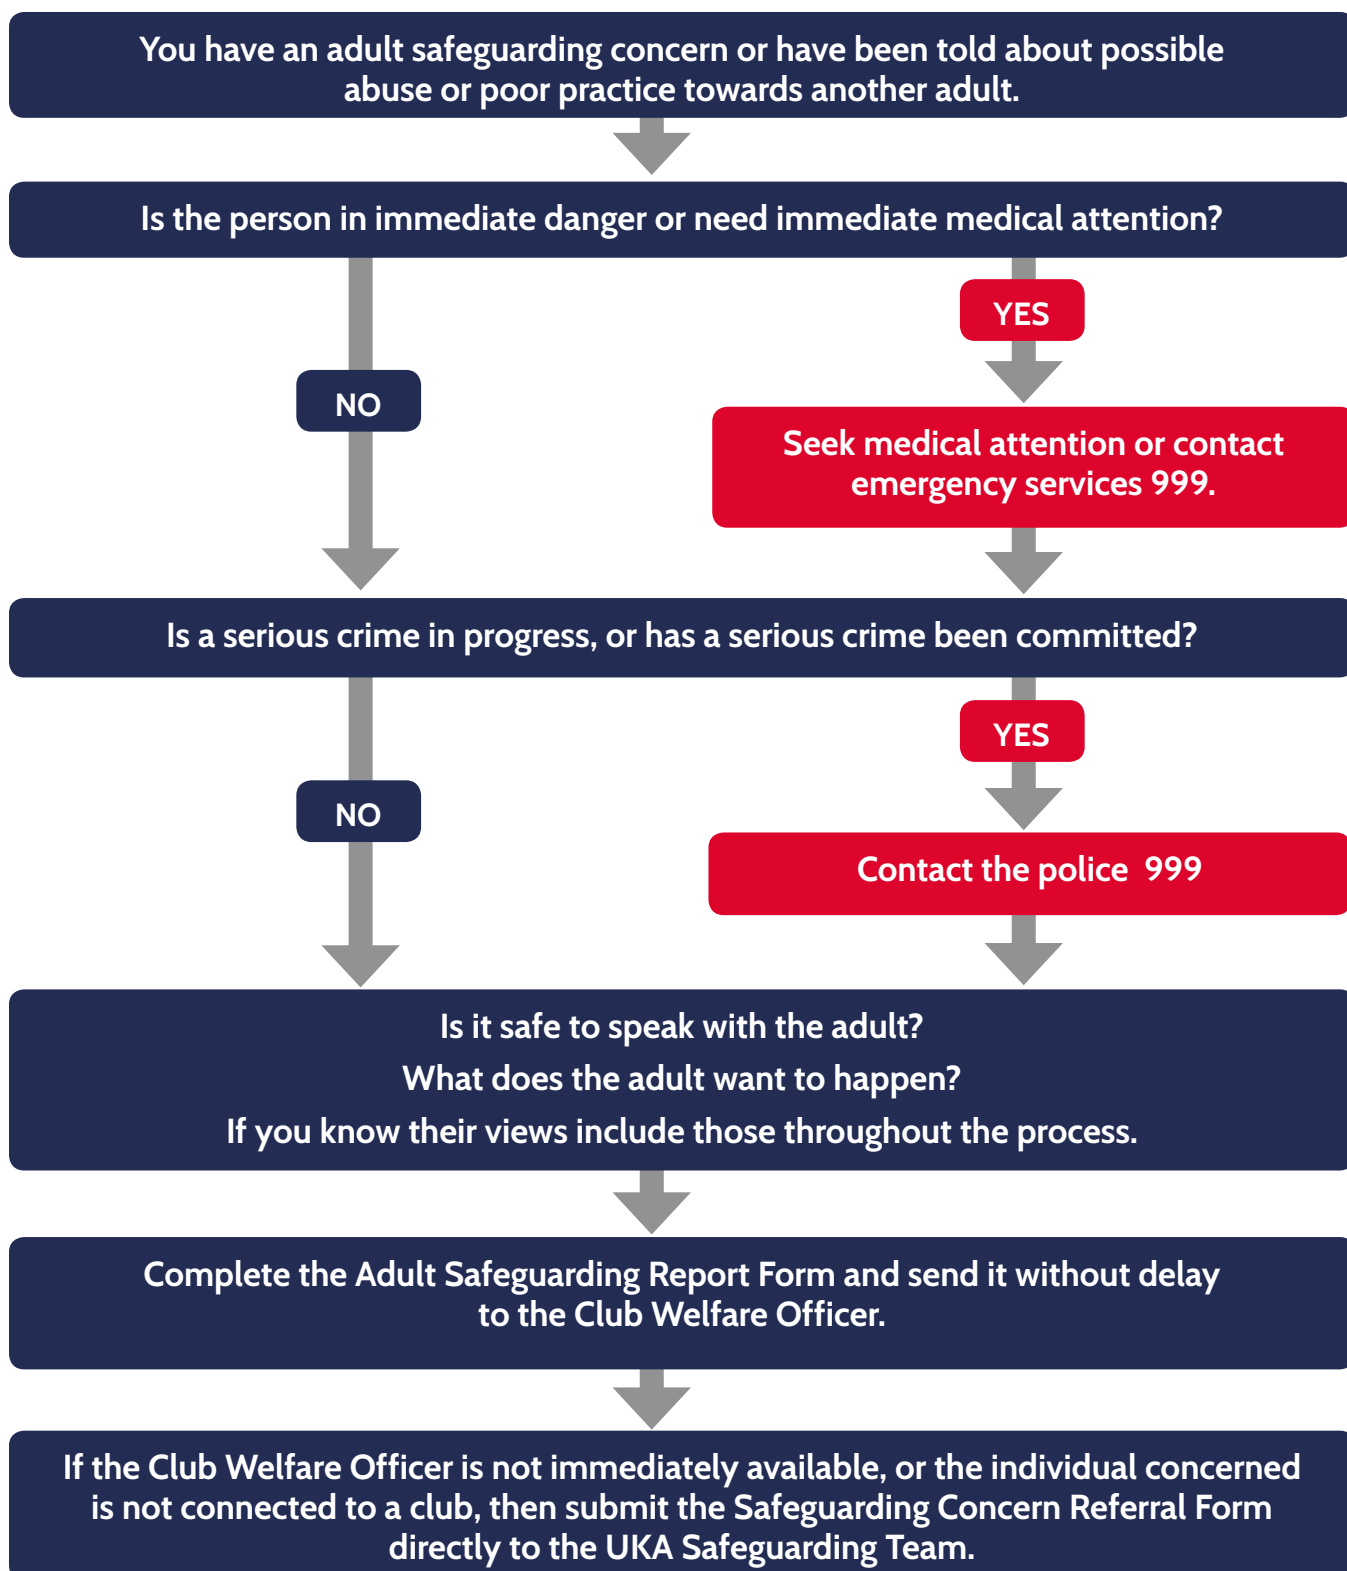 You have an adult safeguarding concern or have been told about possible
abuse or poor practice towards another adult.
Is the person in immediate danger or need immediate medical attention?
YES
NO
Seek medical attention or contact
emergency services 999.
Is a serious crime in progress, or has a serious crime been committed?
YES
NO
Contact the police 999
Is it safe to speak with the adult?
What does the adult want to happen?
If you know their views include those throughout the process.
Complete the Adult Safeguarding Report Form and send it without delay
to the Club Welfare Officer.
If the Club Welfare Officer is not immediately available, or the individual concerned
is not connected to a club, then submit the Safeguarding Concern Referral Form
directly to the UKA Safeguarding Team.